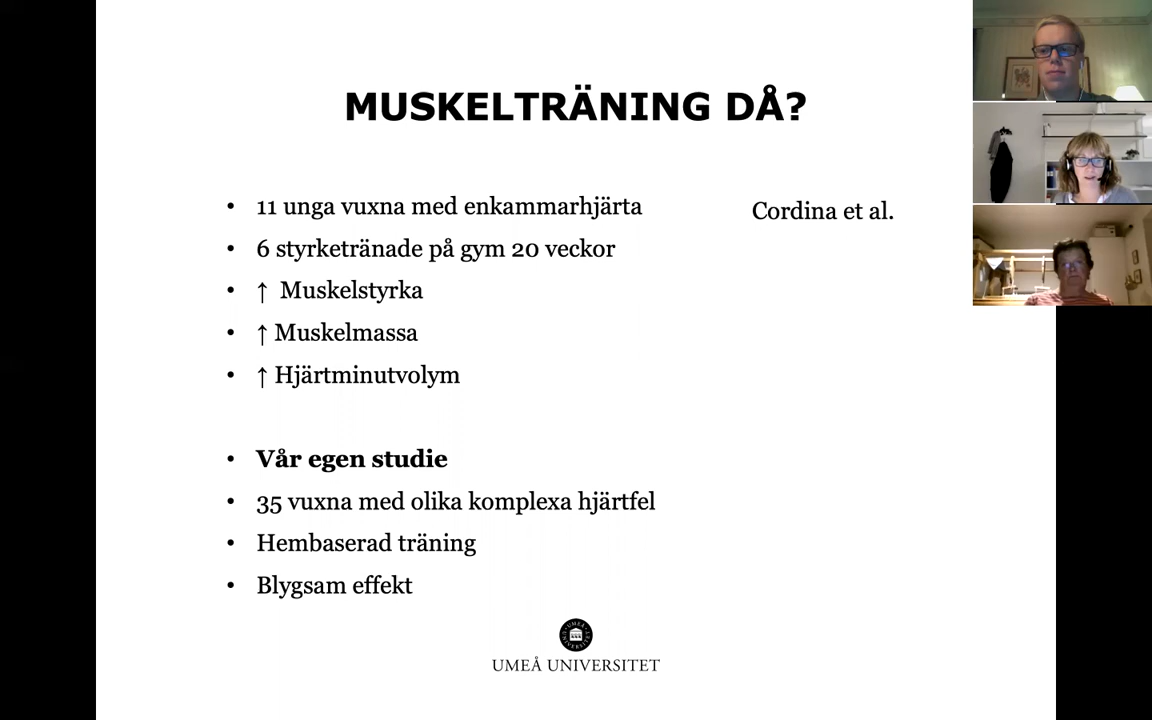 MUSKELTRÄNING DÅ?
• 11 unga vuxna med enkammarhjärta
Cordina et al.
• 6 styrketränade på gym 20 veckor
• ↑ Muskelstyrka
• ↑ Muskelmassa
• ↑ Hjärtminutvolym
• Vår egen studie
• 35 vuxna med olika komplexa hjärtfel
• Hembaserad träning
• Blygsam effekt
UMEÅ UNIVERSITET